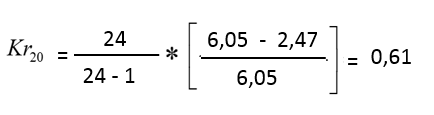 Kr₂₀ = 24 / 24 - 1 * [ 6,05 - 2,47 / 6,05 ] = 0,61